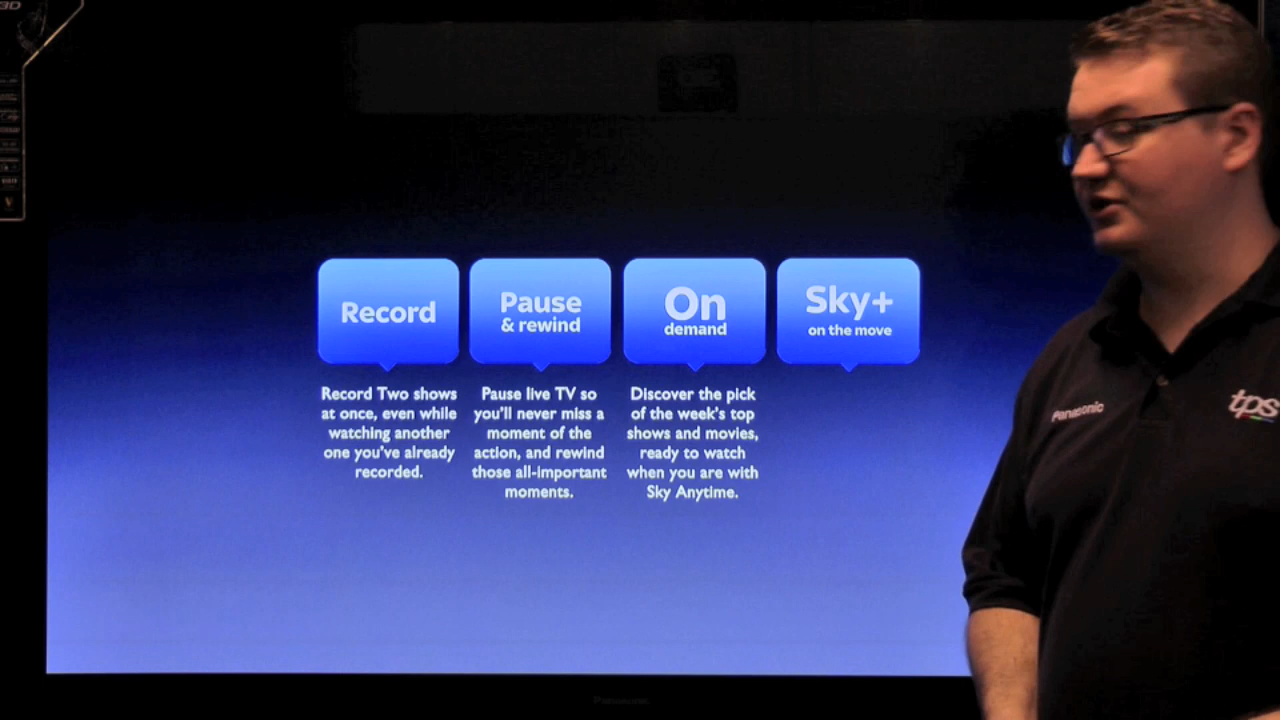 3D
Record
Pause
& rewind
On
demand
Sky+
on the move
Record Two shows
at once, even while
watching another
one you've already
recorded.
Pause live TV so
you'll never miss a
moment of the
action, and rewind
those all-important
moments.
Discover the pick
of the week's top
shows and movies,
ready to watch
when you are with
Sky Anytime.
Panasonic
tps
Panasonic